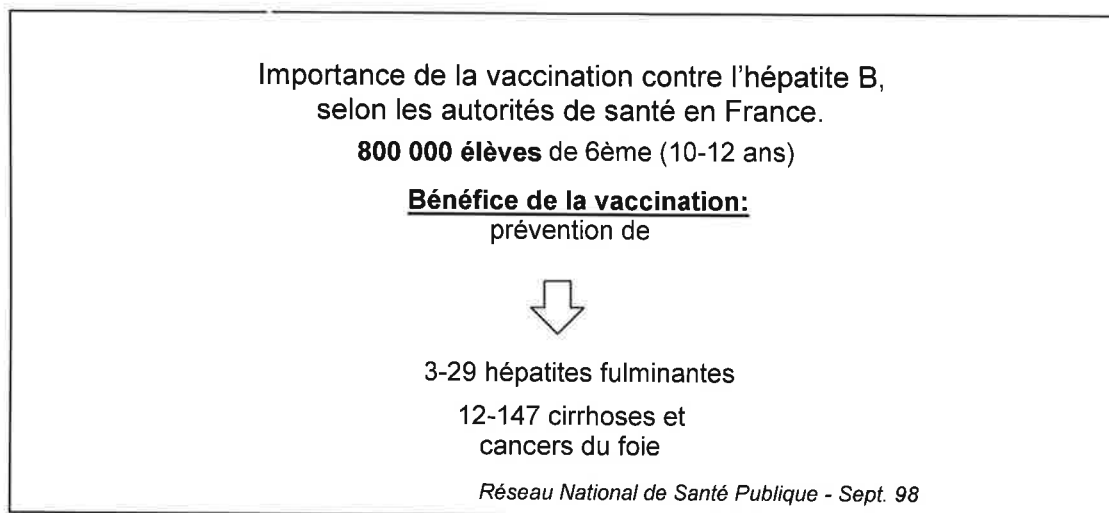 Importance de la vaccination contre l'hépatite B,
selon les autorités de santé en France.
800 000 élèves de 6ème (10-12 ans)
Bénéfice de la vaccination:
prévention de
3-29 hépatites fulminantes
12-147 cirrhoses et
cancers du foie
Réseau National de Santé Publique - Sept. 98